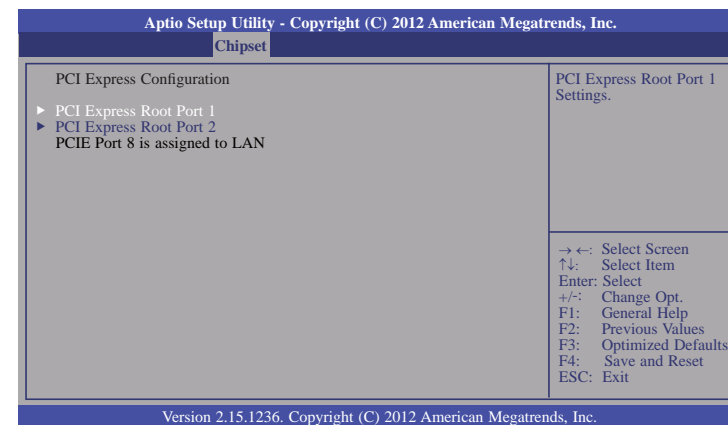 Aptio Setup Utility - Copyright (C) 2012 American Megatrends, Inc.
Chipset
PCI Express Configuration
► PCI Express Root Port 1
► PCI Express Root Port 2
PCIE Port 8 is assigned to LAN
PCI Express Root Port 1
Settings.
→ ←: Select Screen
↑↓: Select Item
Enter: Select
+/-: Change Opt.
F1: General Help
F2: Previous Values
F3: Optimized Defaults
F4: Save and Reset
ESC: Exit
Version 2.15.1236. Copyright (C) 2012 American Megatrends, Inc.